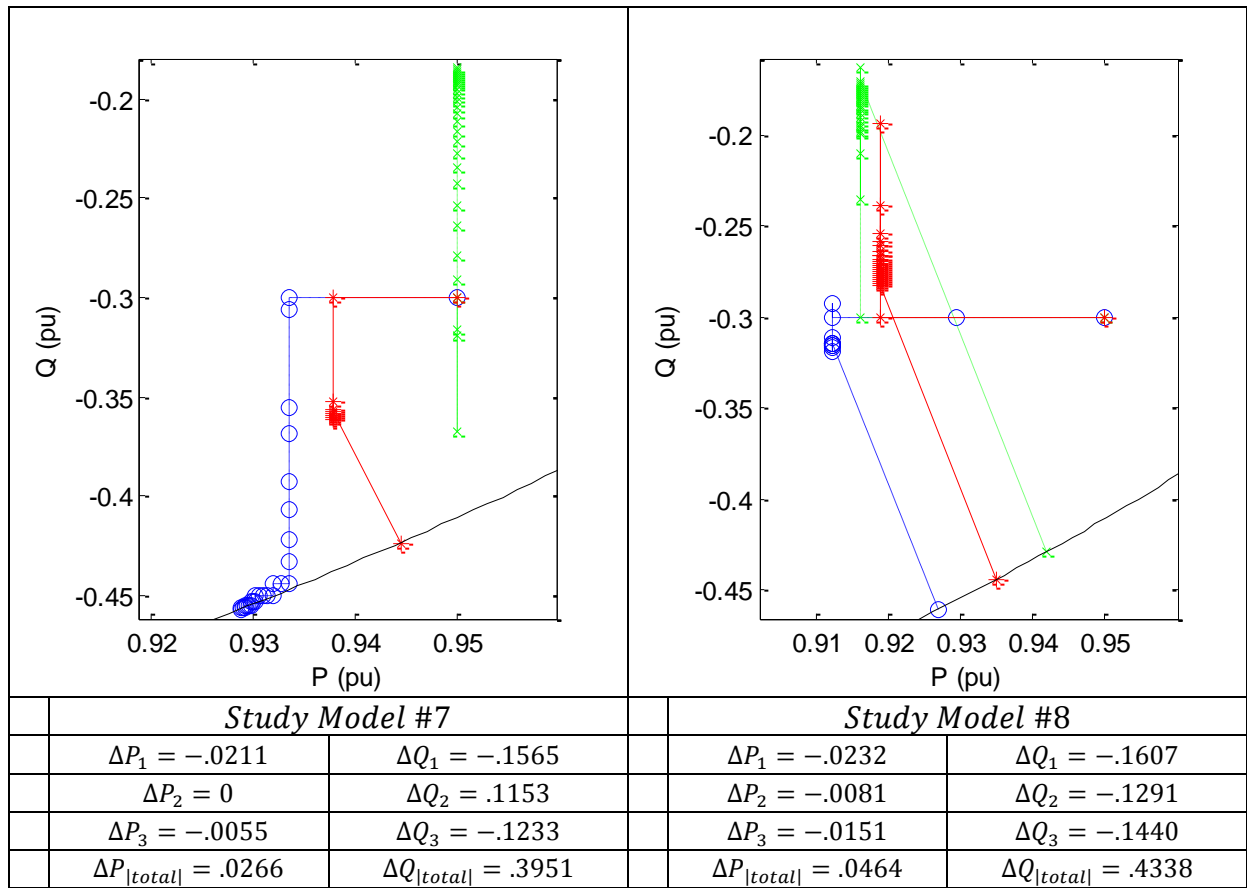 -0.2
-0.25
-0.3
-0.35
-0.4
-0.45
Q (pu)
0.92 0.93 0.94 0.95
P (pu)
-0.2
-0.25
-0.3
-0.35
-0.4
-0.45
Q (pu)
0.91 0.92 0.93 0.94 0.95
P (pu)
Study Model #7 Study Model #8
ΔP₁ = −.0211 ΔQ₁ = −.1565 ΔP₁ = −.0232 ΔQ₁ = −.1607
ΔP₂ = 0 ΔQ₂ = .1153 ΔP₂ = −.0081 ΔQ₂ = −.1291
ΔP₃ = −.0055 ΔQ₃ = −.1233 ΔP₃ = −.0151 ΔQ₃ = −.1440
ΔP|total| = .0266 ΔQ|total| = .3951 ΔP|total| = .0464 ΔQ|total| = .4338